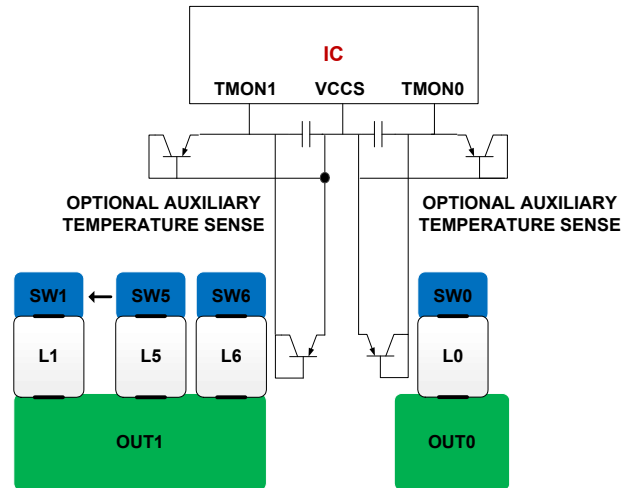 IC
TMON1 VCCS TMON0
OPTIONAL AUXILIARY
TEMPERATURE SENSE
OPTIONAL AUXILIARY
TEMPERATURE SENSE
SW1 SW5 SW6 SW0
L1 L5 L6 L0
OUT1 OUT0